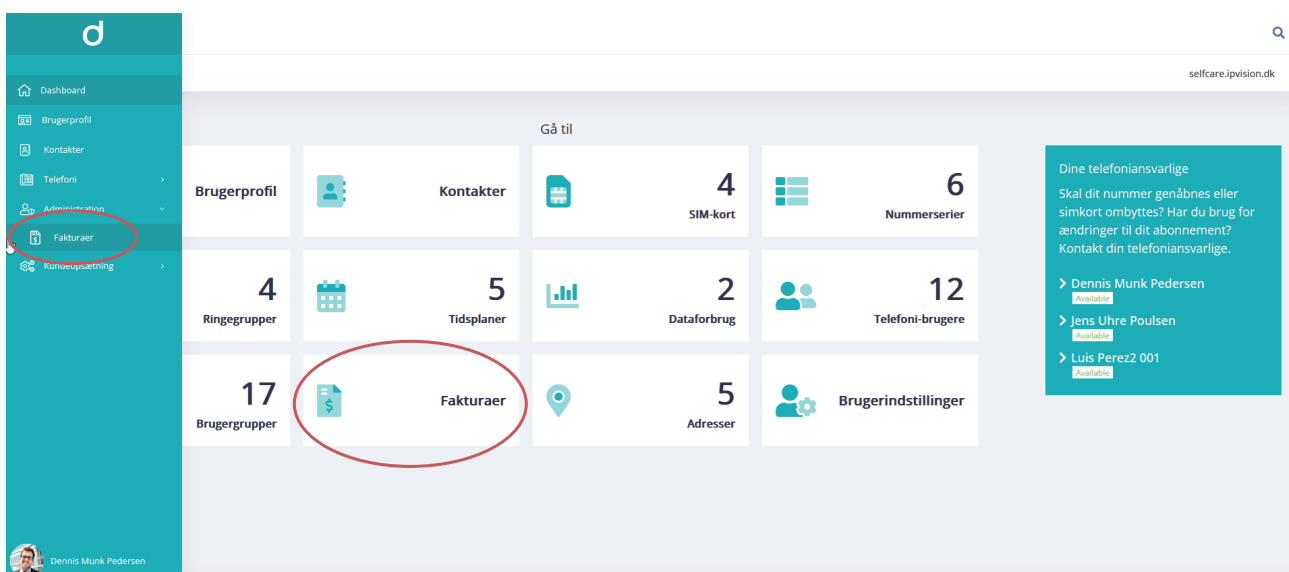 d
selfcare.ipvision.dk
Dashboard
Brugerprofil
Kontakter
Telefoni
Administration
Fakturaer
Kundeopsætning
Dennis Munk Pedersen
Gå til
Brugerprofil
Kontakter
4
SIM-kort
6
Nummerserier
4
Ringegrupper
5
Tidsplaner
2
Dataforbrug
12
Telefoni-brugere
17
Brugergrupper
$
Fakturaer
5
Adresser
Brugerindstillinger
Dine telefoniansvarlige
Skal dit nummer genåbnes eller
simkort ombyttes? Har du brug for
ændringer til dit abonnement?
Kontakt din telefoniansvarlige.
Dennis Munk Pedersen
Available
Jens Uhre Poulsen
Available
Luis Perez2 001
Available